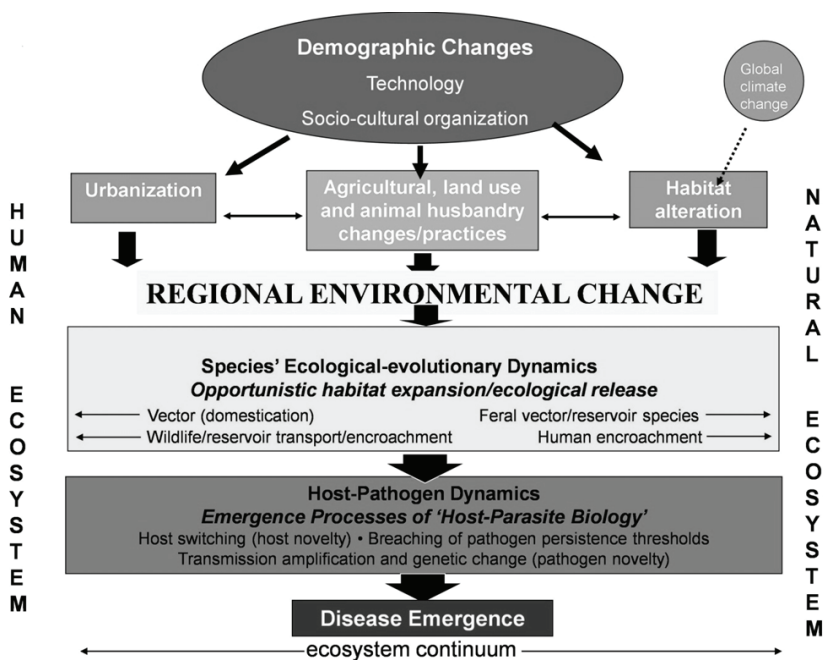 Demographic Changes
Technology
Socio-cultural organization
Global
climate
change
Urbanization
Agricultural, land use
and animal husbandry
changes/practices
Habitat
alteration
HUMAN ECOSYSTEM
NATURAL ECOSYSTEM
REGIONAL ENVIRONMENTAL CHANGE
Species’ Ecological-evolutionary Dynamics
Opportunistic habitat expansion/ecological release
Vector (domestication)
Feral vector/reservoir species
Wildlife/reservoir transport/encroachment
Human encroachment
Host-Pathogen Dynamics
Emergence Processes of ‘Host-Parasite Biology’
Host switching (host novelty) • Breaching of pathogen persistence thresholds
Transmission amplification and genetic change (pathogen novelty)
Disease Emergence
ecosystem continuum